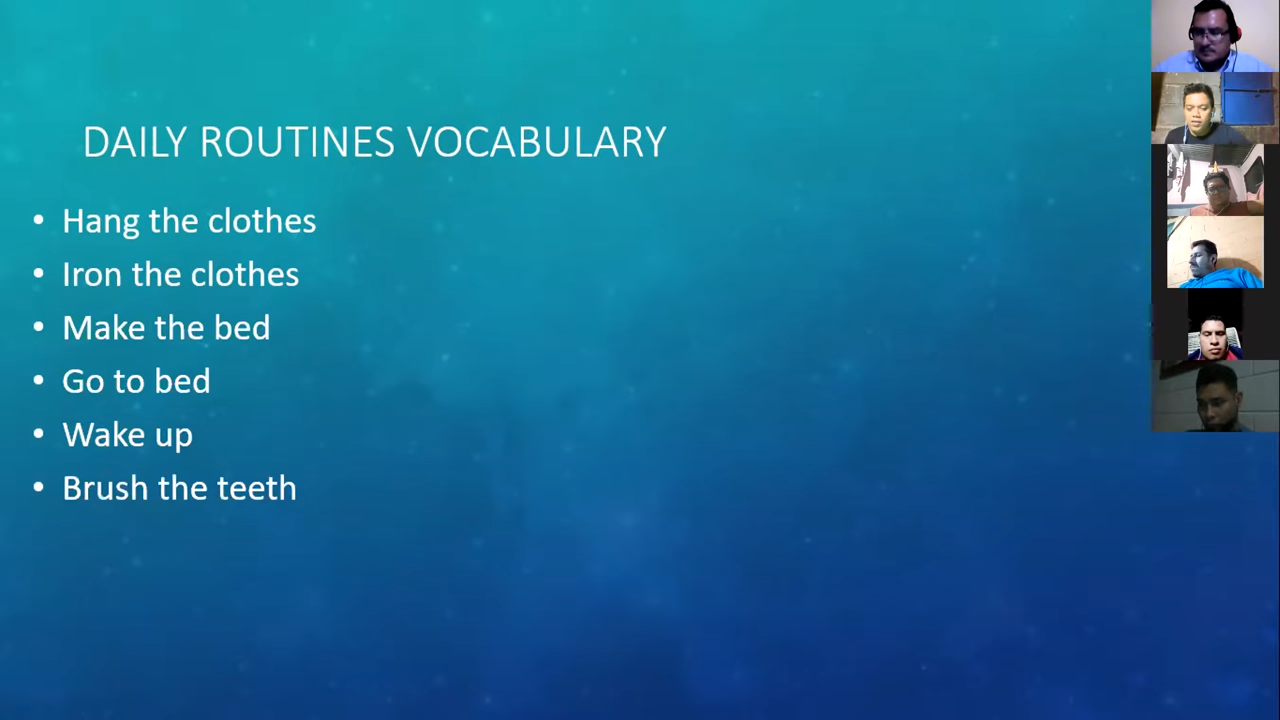 DAILY ROUTINES VOCABULARY
• Hang the clothes
• Iron the clothes
• Make the bed
• Go to bed
• Wake up
• Brush the teeth